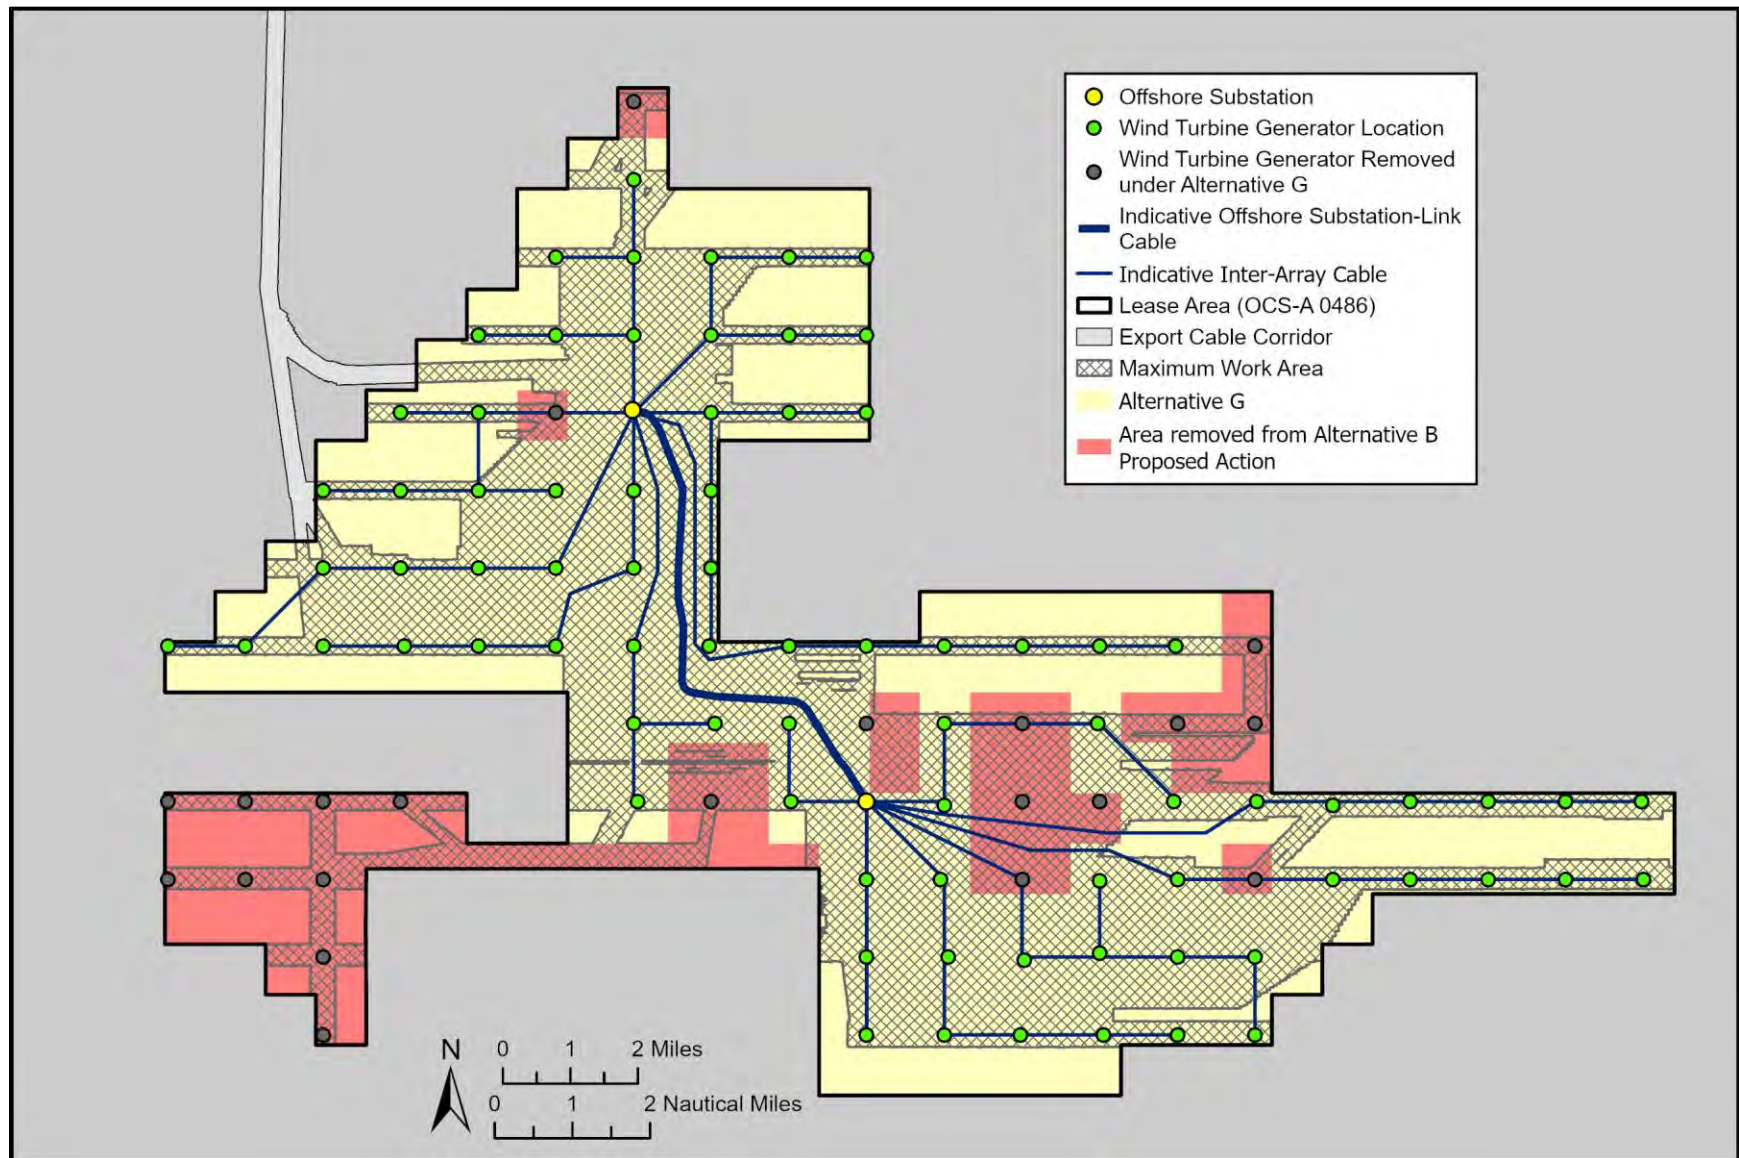 Offshore Substation
Wind Turbine Generator Location
Wind Turbine Generator Removed
under Alternative G
Indicative Offshore Substation-Link
Cable
Indicative Inter-Array Cable
Lease Area (OCS-A 0486)
Export Cable Corridor
Maximum Work Area
Alternative G
Area removed from Alternative B
Proposed Action
N
0 1 2 Miles
0 1 2 Nautical Miles